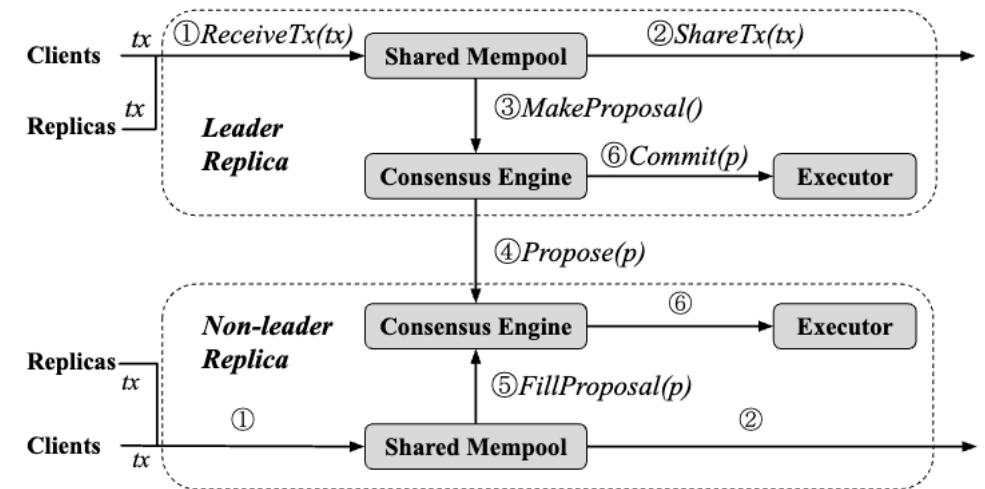 Clients
tx
①ReceiveTx(tx)
Shared Mempool
②ShareTx(tx)
Replicas
tx
Leader
Replica
③MakeProposal()
Consensus Engine
⑥Commit(p)
Executor
④Propose(p)
Non-leader
Replica
Consensus Engine
⑥
Executor
Replicas
tx
⑤FillProposal(p)
Clients
tx
①
Shared Mempool
②